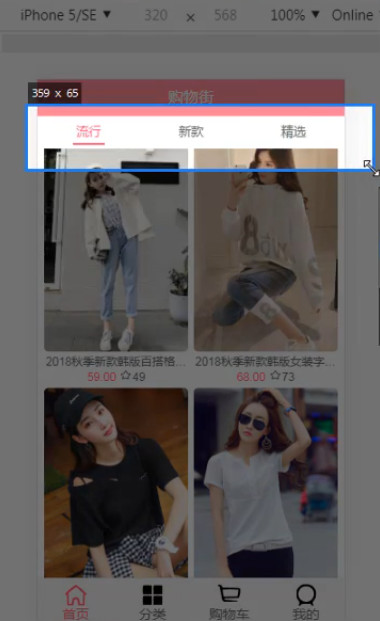 iPhone 5/SE ▼ 320 × 568 100% ▼ Online
359 x 65
购物街
流行 新款 精选
2018秋季新款韩版百搭格... 2018秋季新款韩版女装字...
59.00 ☆49 68.00 ☆73
首页 分类 购物车 我的